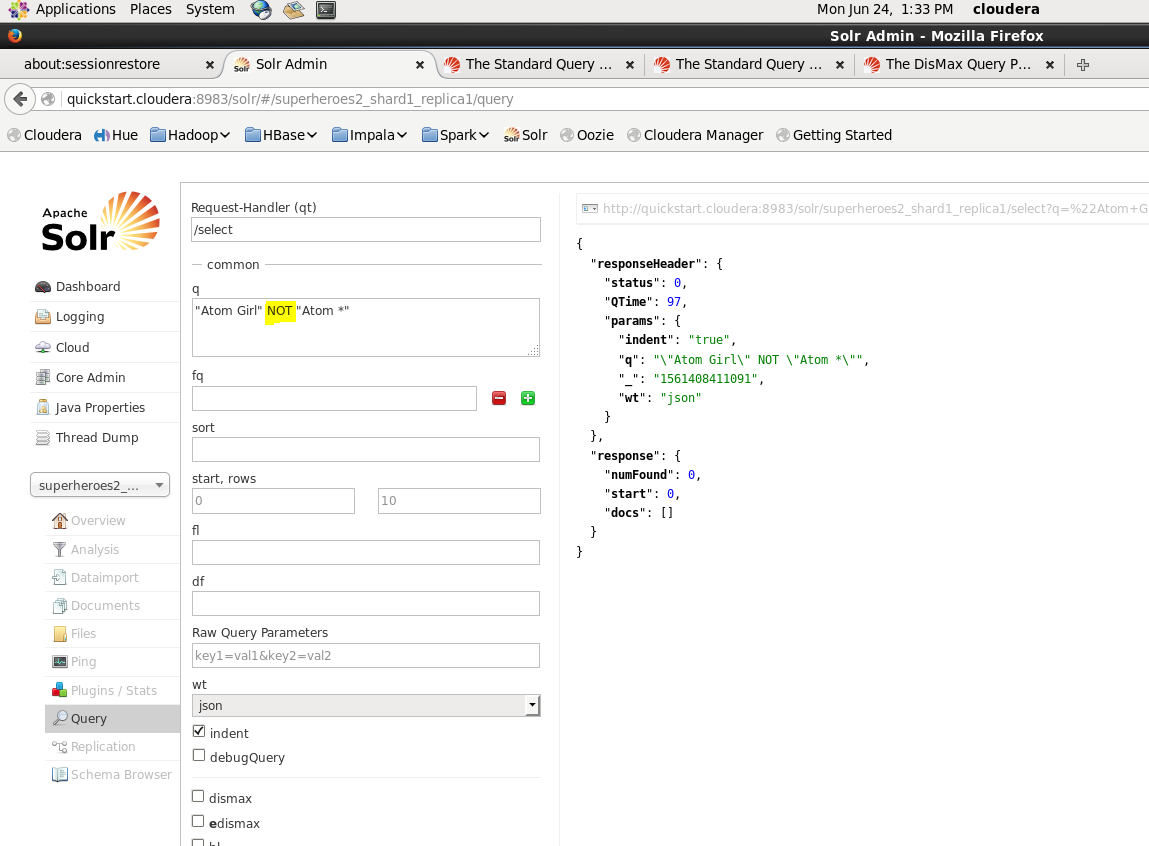 Applications Places System Mon Jun 24, 1:33 PM cloudera
Solr Admin - Mozilla Firefox
about:sessionrestore Solr Admin The Standard Query ... The Standard Query ... The DisMax Query P...
quickstart.cloudera:8983/solr/#/superheroes2_shard1_replica1/query
Cloudera Hue Hadoop HBase Impala Spark Solr Oozie Cloudera Manager Getting Started
Apache
Solr
Dashboard
Logging
Cloud
Core Admin
Java Properties
Thread Dump
superheroes2_...
Overview
Analysis
Dataimport
Documents
Files
Ping
Plugins / Stats
Query
Replication
Schema Browser
Request-Handler (qt)
/select
common
q
"Atom Girl" NOT "Atom *"
fq
sort
start, rows
0 10
fl
df
Raw Query Parameters
key1=val1&key2=val2
wt
json
indent
debugQuery
dismax
edismax
http://quickstart.cloudera:8983/solr/superheroes2_shard1_replica1/select?q=%22Atom+G
{
"responseHeader": {
"status": 0,
"QTime": 97,
"params": {
"indent": "true",
"q": "\"Atom Girl\" NOT \"Atom *\"",
"_": "1561408411091",
"wt": "json"
}
},
"response": {
"numFound": 0,
"start": 0,
"docs": []
}
}